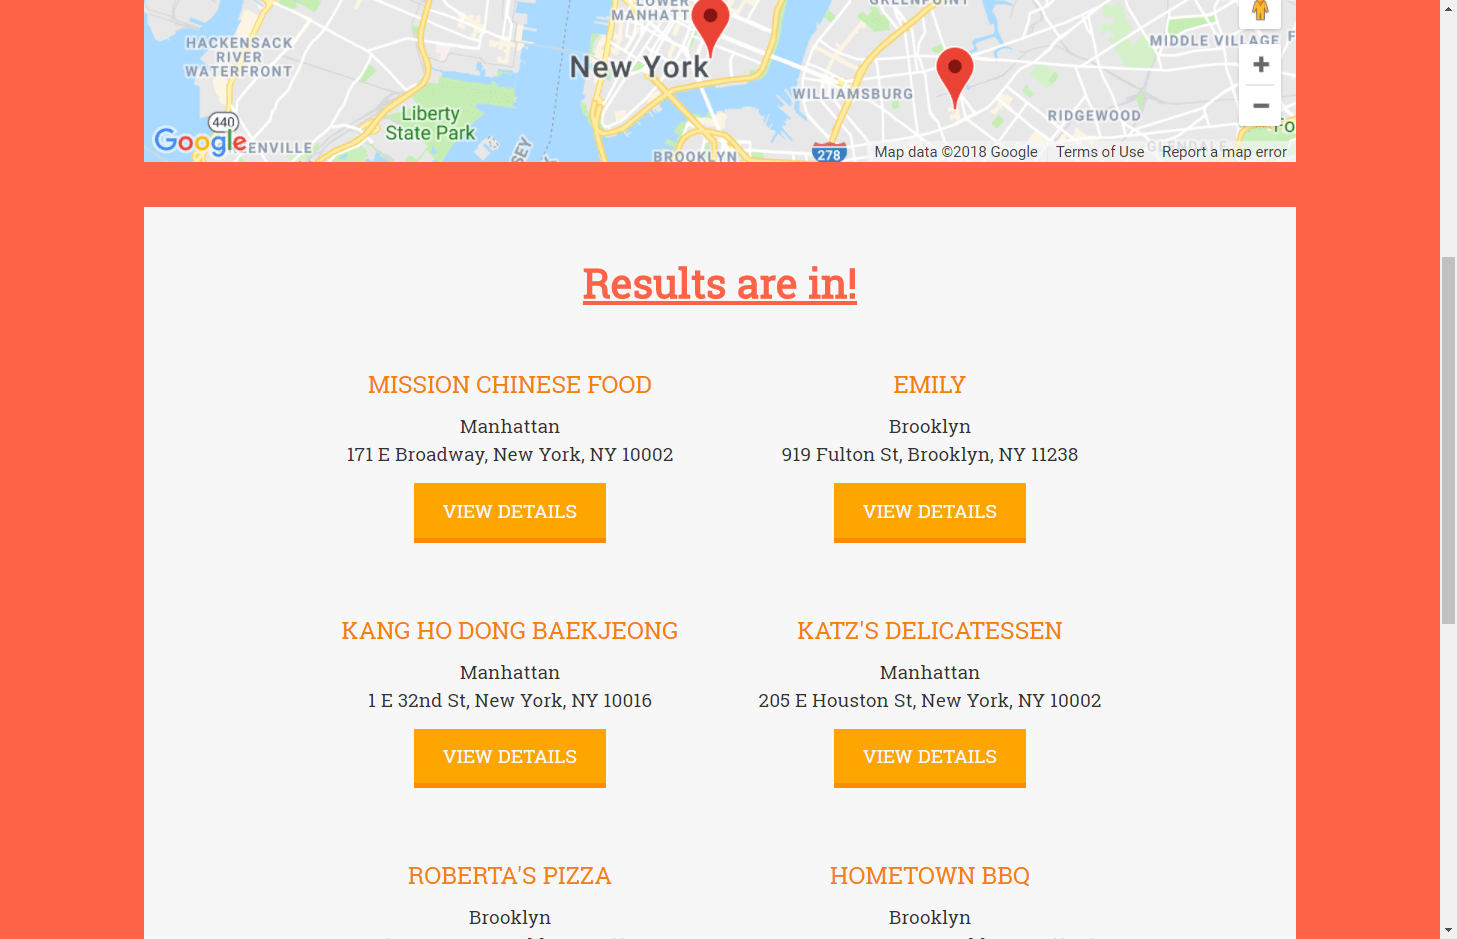 LOWER
MANHATT
GREENPOINT
HACKENSACK
RIVER
WATERFRONT
New York
MIDDLE VILLAGE F
WILLIAMSBURG
Liberty
State Park
RIDGEWOOD
440
Google
ENVILLE
SEY
BROOKLYN
278
GLENDALE
Fo
Map data ©2018 Google
Terms of Use
Report a map error
Results are in!
MISSION CHINESE FOOD
Manhattan
171 E Broadway, New York, NY 10002
VIEW DETAILS
EMILY
Brooklyn
919 Fulton St, Brooklyn, NY 11238
VIEW DETAILS
KANG HO DONG BAEKJEONG
Manhattan
1 E 32nd St, New York, NY 10016
VIEW DETAILS
KATZ'S DELICATESSEN
Manhattan
205 E Houston St, New York, NY 10002
VIEW DETAILS
ROBERTA'S PIZZA
Brooklyn
HOMETOWN BBQ
Brooklyn